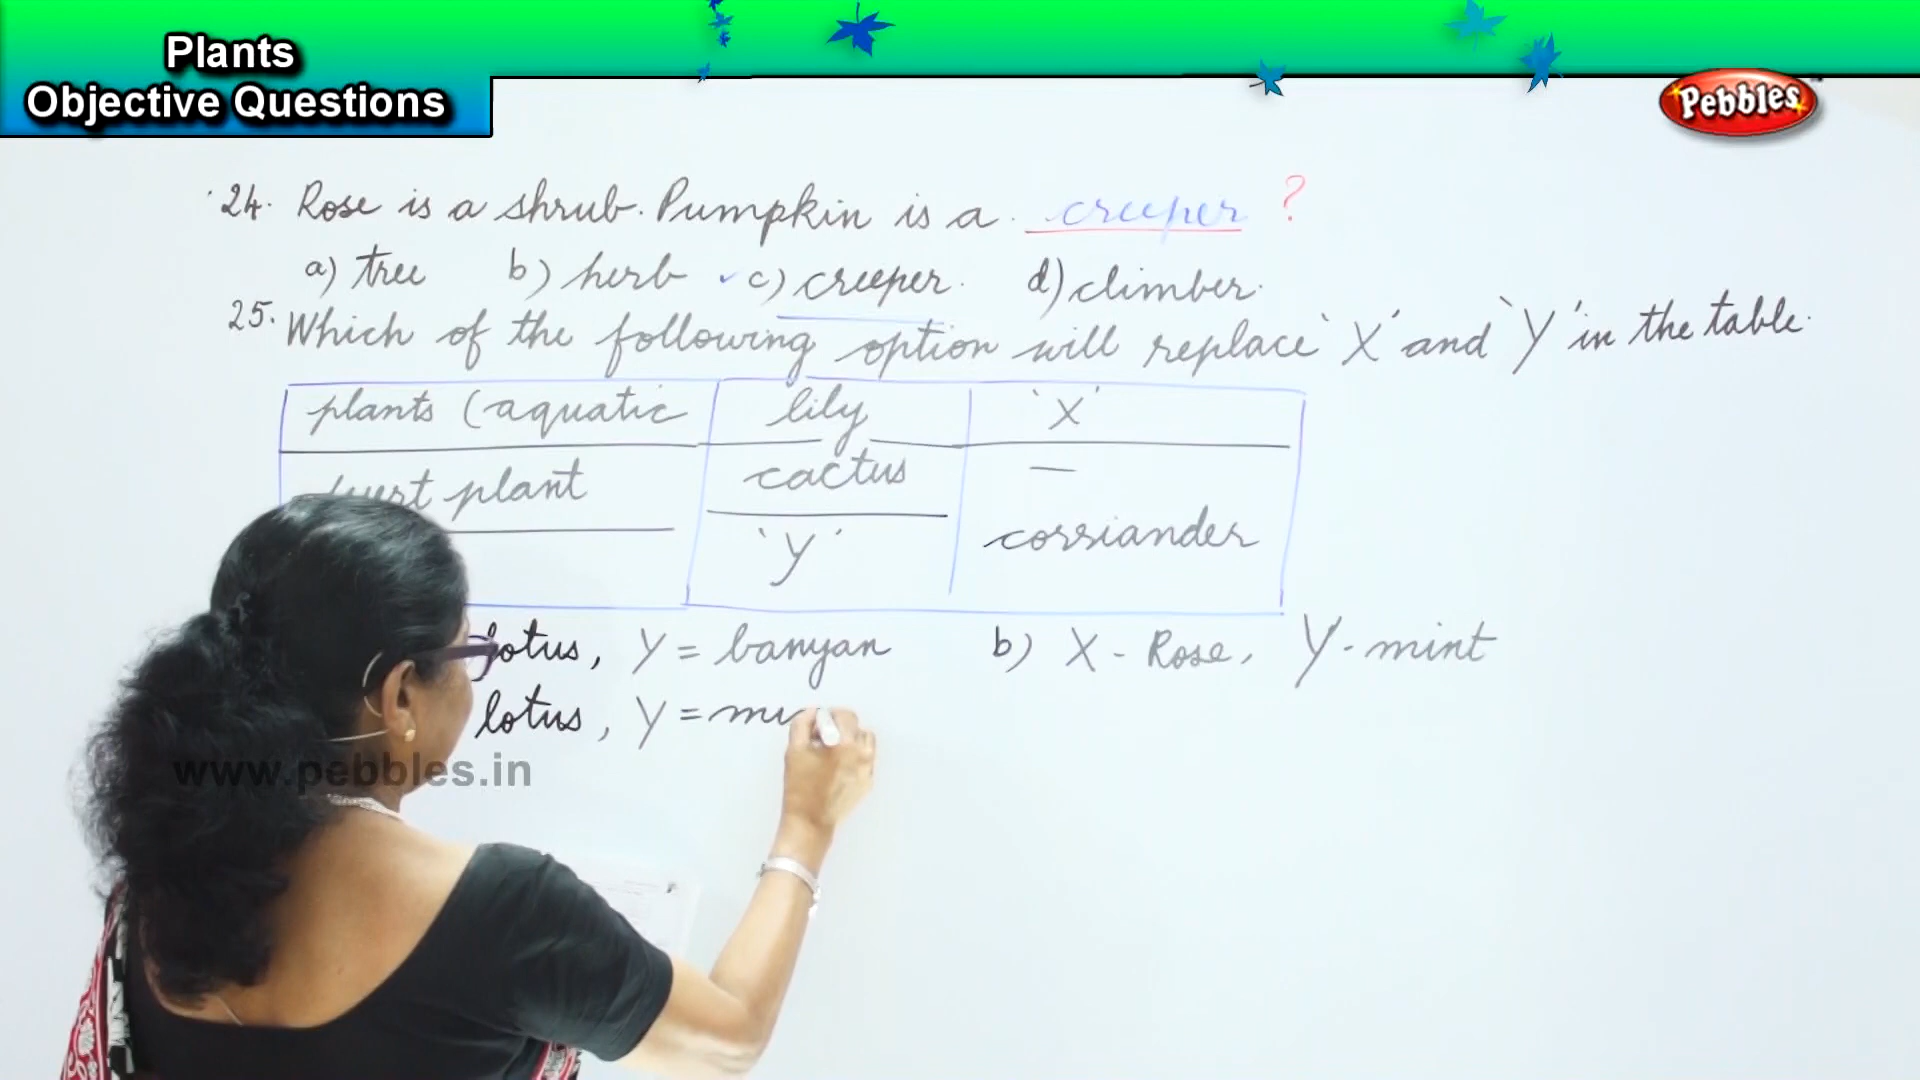 Plants
Objective Questions
Pebbles
24. Rose is a shrub. Pumpkin is a creeper ?
a) tree b) herb c) creeper. d) climber.
25. Which of the following option will replace 'X' and 'Y' in the table.
plants (aquatic lily 'X'
plant cactus —
'Y' corriander
lotus, Y = banyan b) X - Rose, Y - mint
lotus, Y =
www.pebbles.in